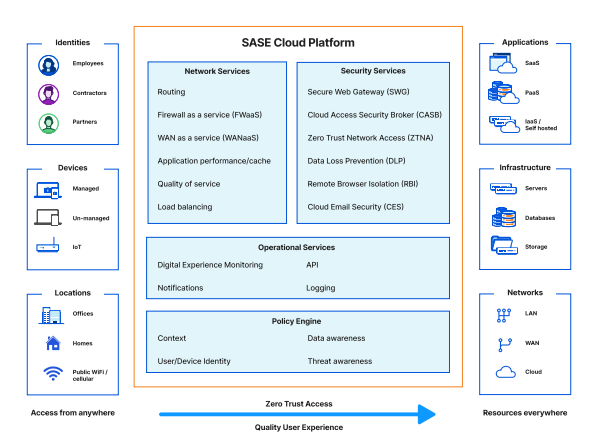 Identities
Employees
Contractors
Partners
Devices
Managed
Un-managed
IoT
Locations
Offices
Homes
Public WiFi /
cellular
Access from anywhere
SASE Cloud Platform
Network Services
Routing
Firewall as a service (FWaaS)
WAN as a service (WANaaS)
Application performance/cache
Quality of service
Load balancing
Security Services
Secure Web Gateway (SWG)
Cloud Access Security Broker (CASB)
Zero Trust Network Access (ZTNA)
Data Loss Prevention (DLP)
Remote Browser Isolation (RBI)
Cloud Email Security (CES)
Operational Services
Digital Experience Monitoring
API
Notifications
Logging
Policy Engine
Context
Data awareness
User/Device Identity
Threat awareness
Zero Trust Access
Quality User Experience
Applications
SaaS
PaaS
IaaS /
Self hosted
Infrastructure
Servers
Databases
Storage
Networks
LAN
WAN
Cloud
Resources everywhere